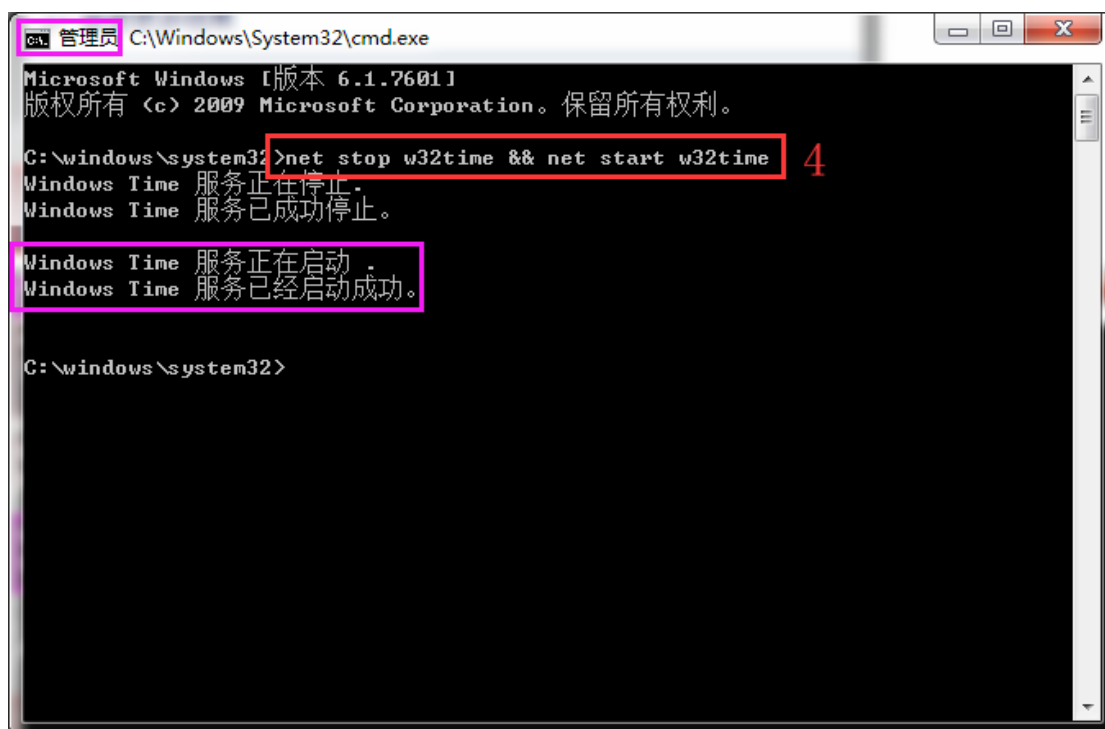 管理员 C:\Windows\System32\cmd.exe
Microsoft Windows [版本 6.1.7601]
版权所有 (c) 2009 Microsoft Corporation。保留所有权利。
C:\windows\system32>net stop w32time && net start w32time 4
Windows Time 服务正在停止.
Windows Time 服务已成功停止。
Windows Time 服务正在启动 .
Windows Time 服务已经启动成功。
C:\windows\system32>